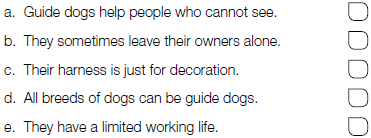 a. Guide dogs help people who cannot see.
b. They sometimes leave their owners alone.
c. Their harness is just for decoration.
d. All breeds of dogs can be guide dogs.
e. They have a limited working life.